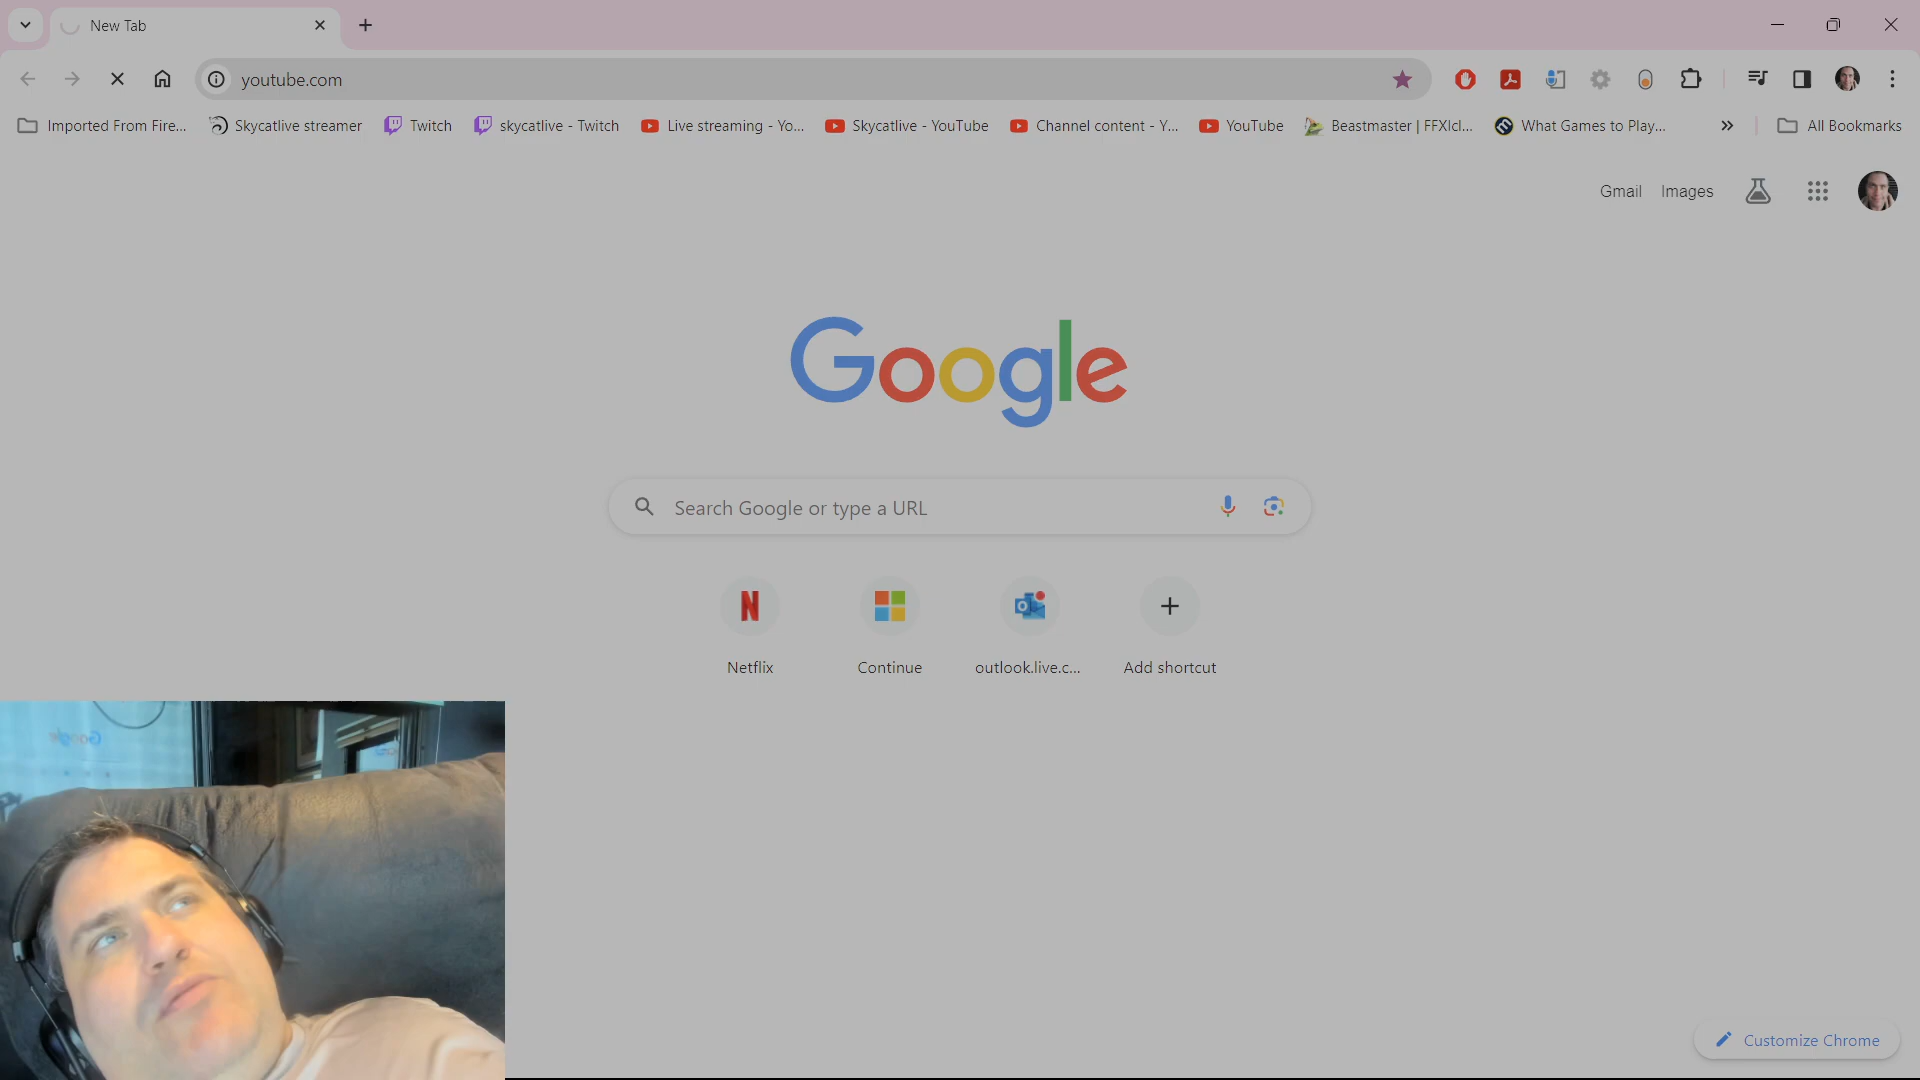 New Tab
youtube.com
Imported From Fire...
Skycatlive streamer
Twitch
skycatlive - Twitch
Live streaming - Yo...
Skycatlive - YouTube
Channel content - Y...
YouTube
Beastmaster | FFXIcl...
What Games to Play...
All Bookmarks
Gmail
Images
Google
Search Google or type a URL
Netflix
Continue
outlook.live.c...
Add shortcut
Google
Customize Chrome